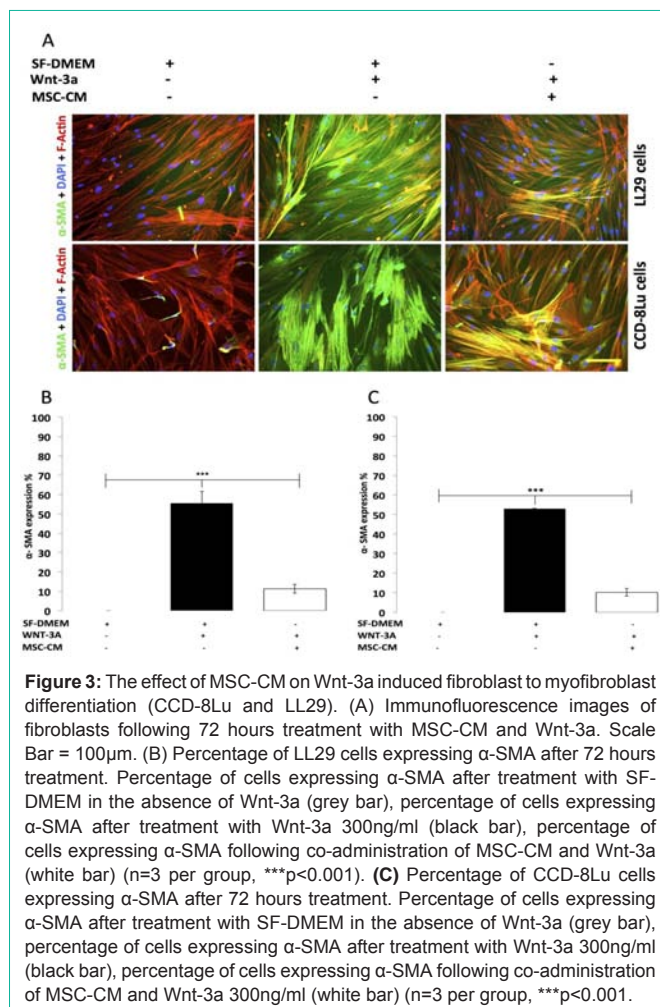 A
SF-DMEM + + -
Wnt-3a - + +
MSC-CM - - +
α-SMA + DAPI + F-Actin
LL29 cells
α-SMA + DAPI + F-Actin
CCD-8Lu cells
B
100
90
80
70
60
50
40
30
20
10
0
α- SMA expression %
***
SF-DMEM + + -
WNT-3A - + +
MSC-CM - - +
C
100
90
80
70
60
50
40
30
20
10
0
α- SMA expression %
***
SF-DMEM + + -
WNT-3A - + +
MSC-CM - - +
Figure 3: The effect of MSC-CM on Wnt-3a induced fibroblast to myofibroblast
differentiation (CCD-8Lu and LL29). (A) Immunofluorescence images of
fibroblasts following 72 hours treatment with MSC-CM and Wnt-3a. Scale
Bar = 100µm. (B) Percentage of LL29 cells expressing α-SMA after 72 hours
treatment. Percentage of cells expressing α-SMA after treatment with SF-
DMEM in the absence of Wnt-3a (grey bar), percentage of cells expressing
α-SMA after treatment with Wnt-3a 300ng/ml (black bar), percentage of
cells expressing α-SMA following co-administration of MSC-CM and Wnt-3a
(white bar) (n=3 per group, ***p<0.001). (C) Percentage of CCD-8Lu cells
expressing α-SMA after 72 hours treatment. Percentage of cells expressing
α-SMA after treatment with SF-DMEM in the absence of Wnt-3a (grey bar),
percentage of cells expressing α-SMA after treatment with Wnt-3a 300ng/ml
(black bar), percentage of cells expressing α-SMA following co-administration
of MSC-CM and Wnt-3a 300ng/ml (white bar) (n=3 per group, ***p<0.001.